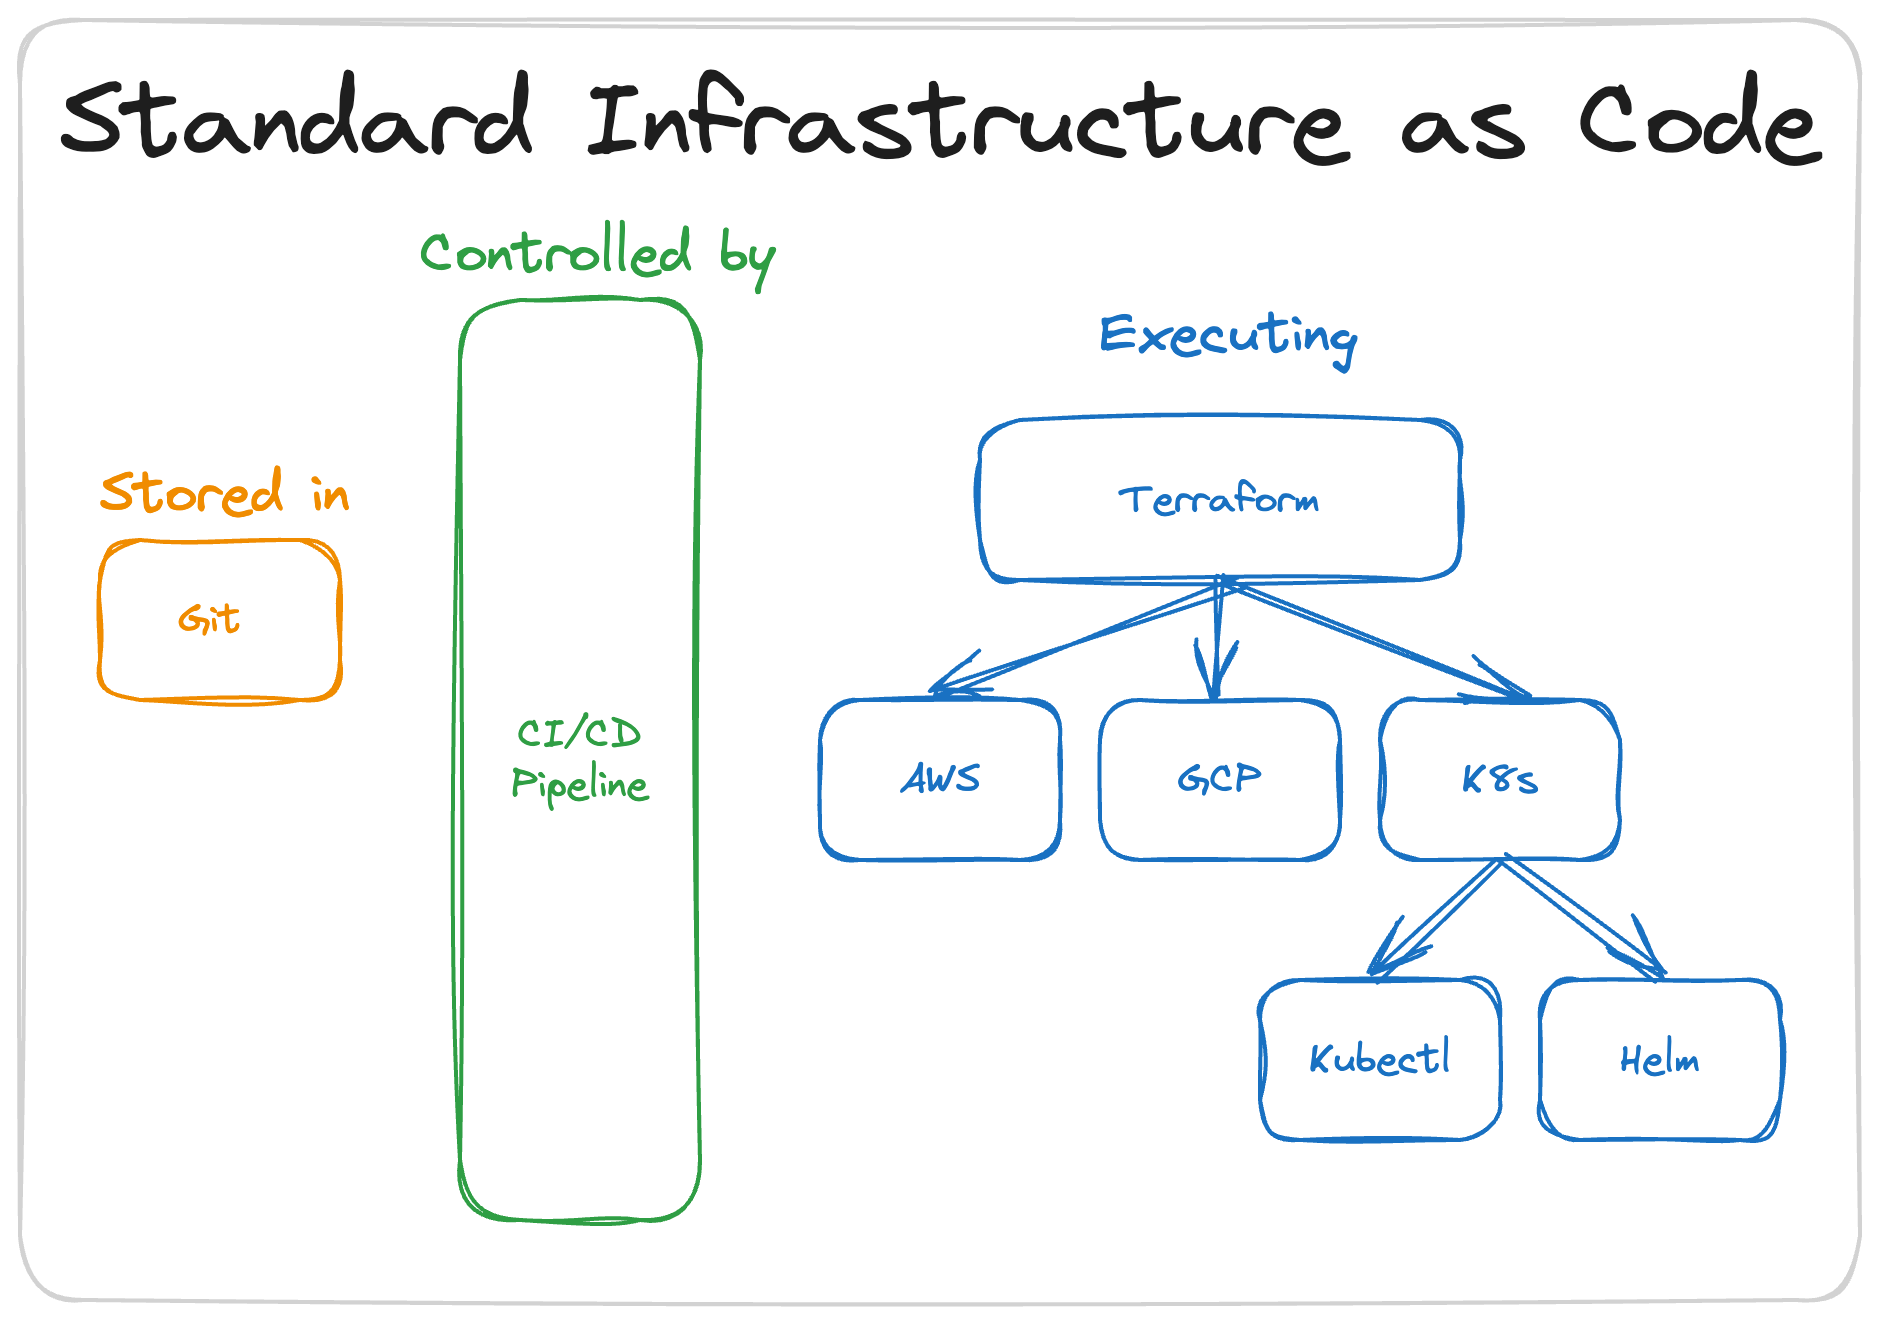 Standard Infrastructure as Code
Controlled by
Executing
Stored in
Terraform
Git
CI/CD
Pipeline
AWS
GCP
K8s
Kubectl
Helm